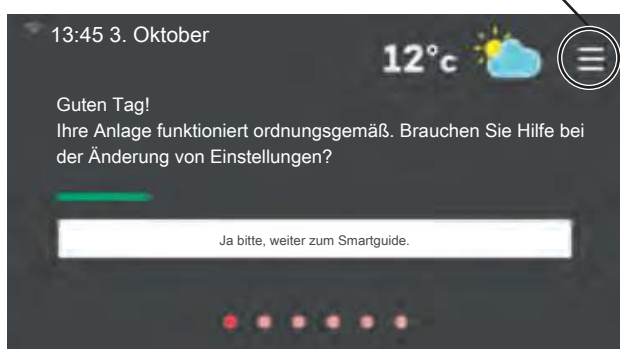 13:45 3. Oktober
12°c
Guten Tag!
Ihre Anlage funktioniert ordnungsgemäß. Brauchen Sie Hilfe bei
der Änderung von Einstellungen?
Ja bitte, weiter zum Smartguide.